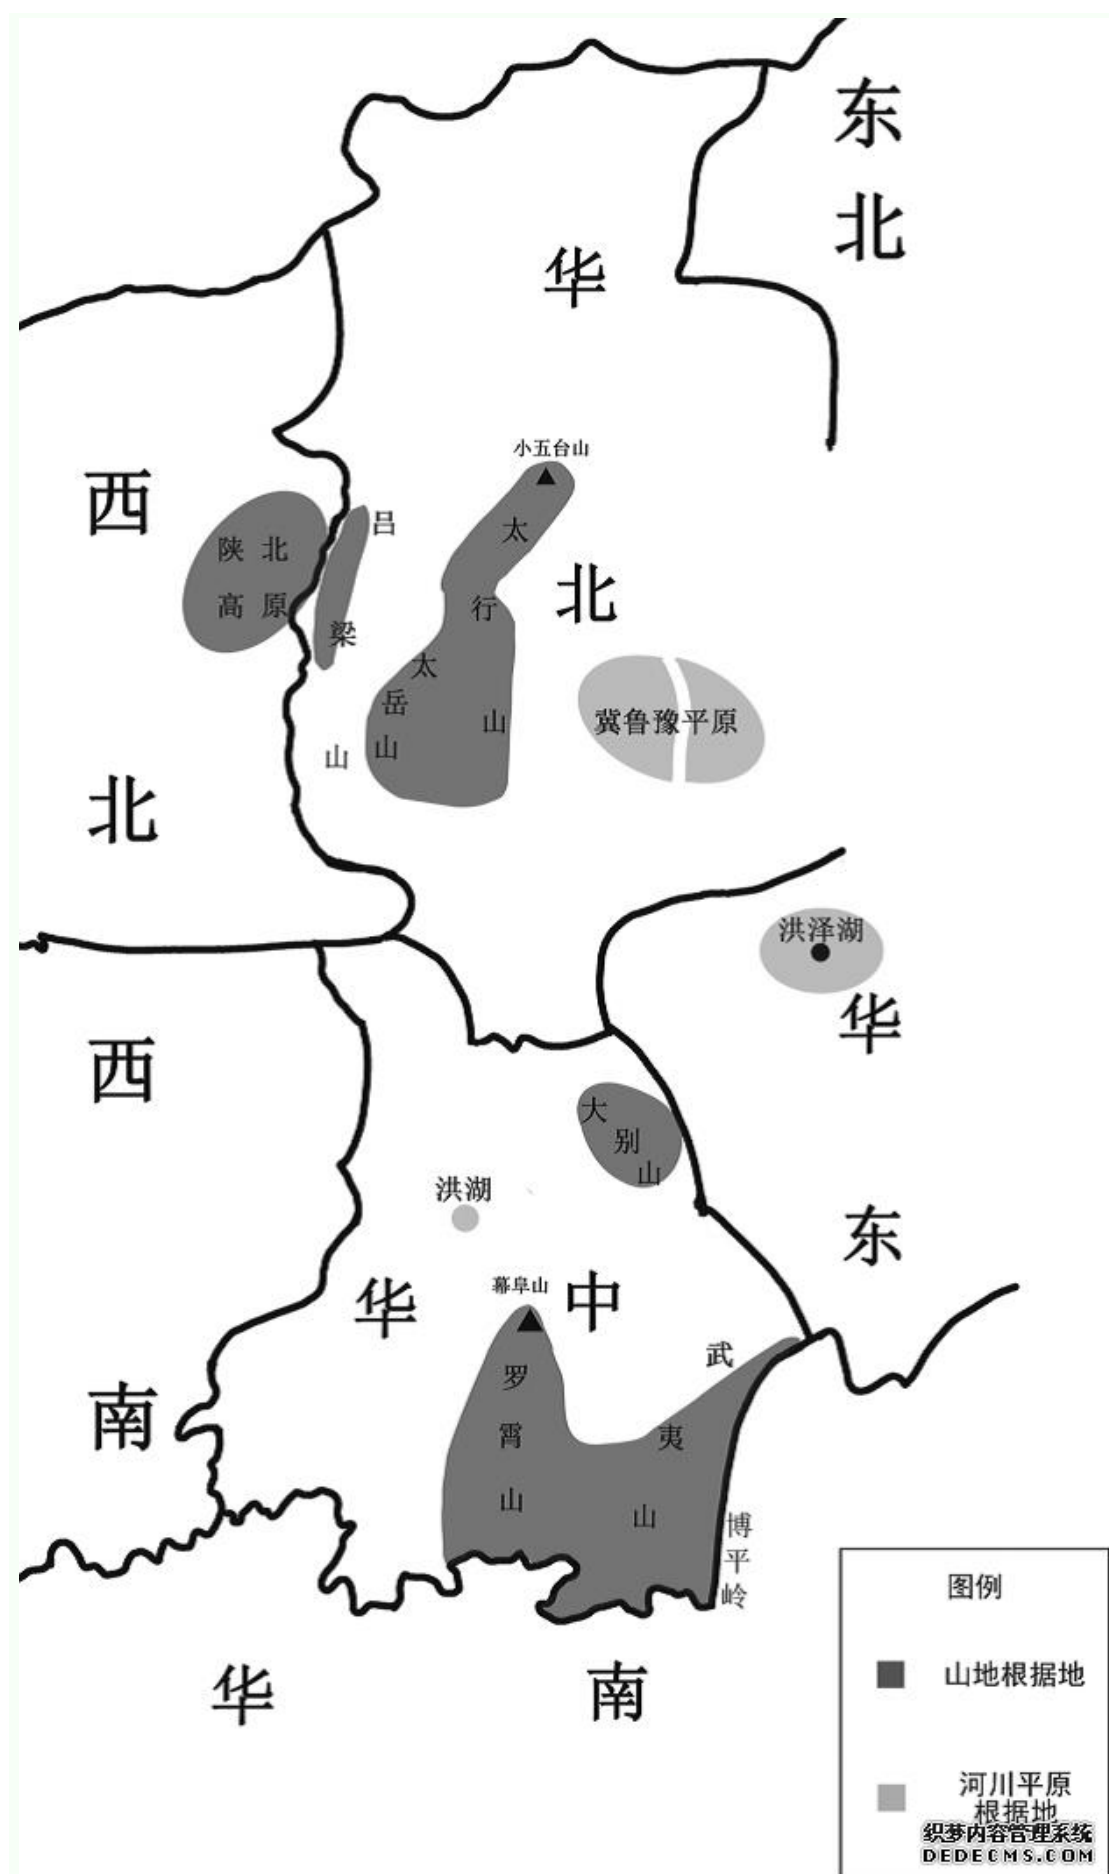 东北
华北
西北
小五台山
陕北
高原
吕梁山
太行山
太岳山
冀鲁豫平原
洪泽湖
华东
西南
大别山
洪湖
华中
幕阜山
罗霄山
武夷山
博平岭
华南
图例
山地根据地
河川平原
根据地
织梦内容管理系统
DEDECMS.COM